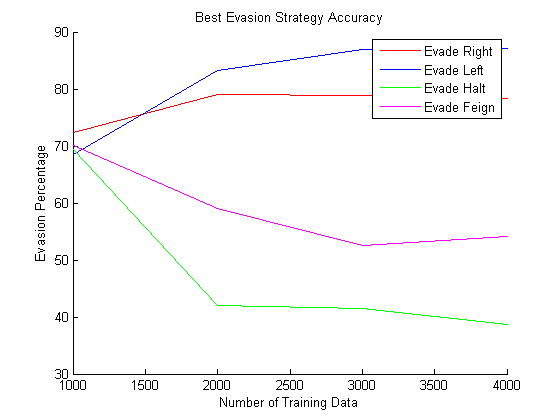 Best Evasion Strategy Accuracy
90
80
70
60
50
40
30
Evasion Percentage
Evade Right
Evade Left
Evade Halt
Evade Feign
1000 1500 2000 2500 3000 3500 4000
Number of Training Data